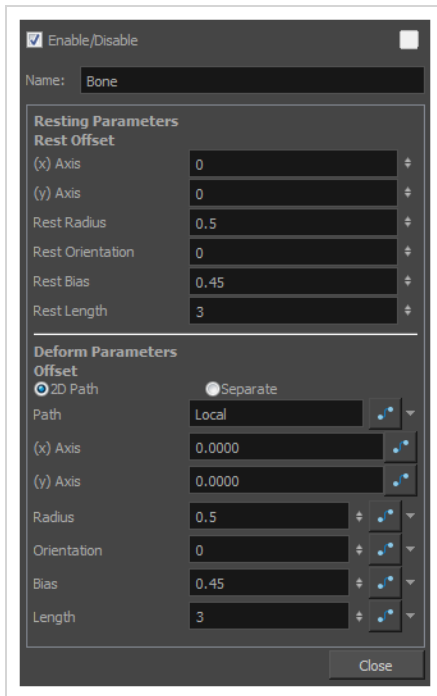 Enable/Disable
Name: Bone
Resting Parameters
Rest Offset
(x) Axis 0
(y) Axis 0
Rest Radius 0.5
Rest Orientation 0
Rest Bias 0.45
Rest Length 3
Deform Parameters
Offset
2D Path Separate
Path Local
(x) Axis 0.0000
(y) Axis 0.0000
Radius 0.5
Orientation 0
Bias 0.45
Length 3
Close